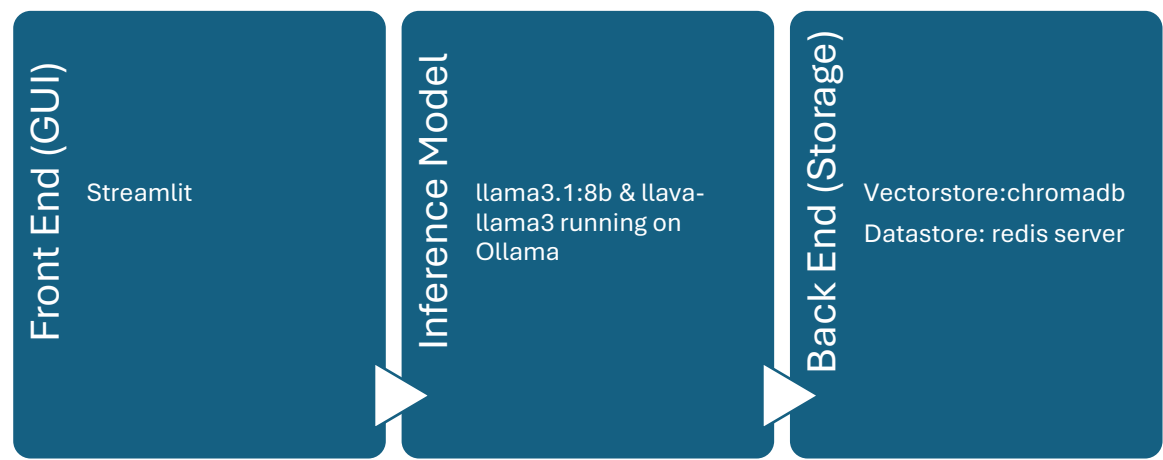 Front End (GUI)
Streamlit
Inference Model
llama3.1:8b & llava-
llama3 running on
Ollama
Back End (Storage)
Vectorstore:chromadb
Datastore: redis server